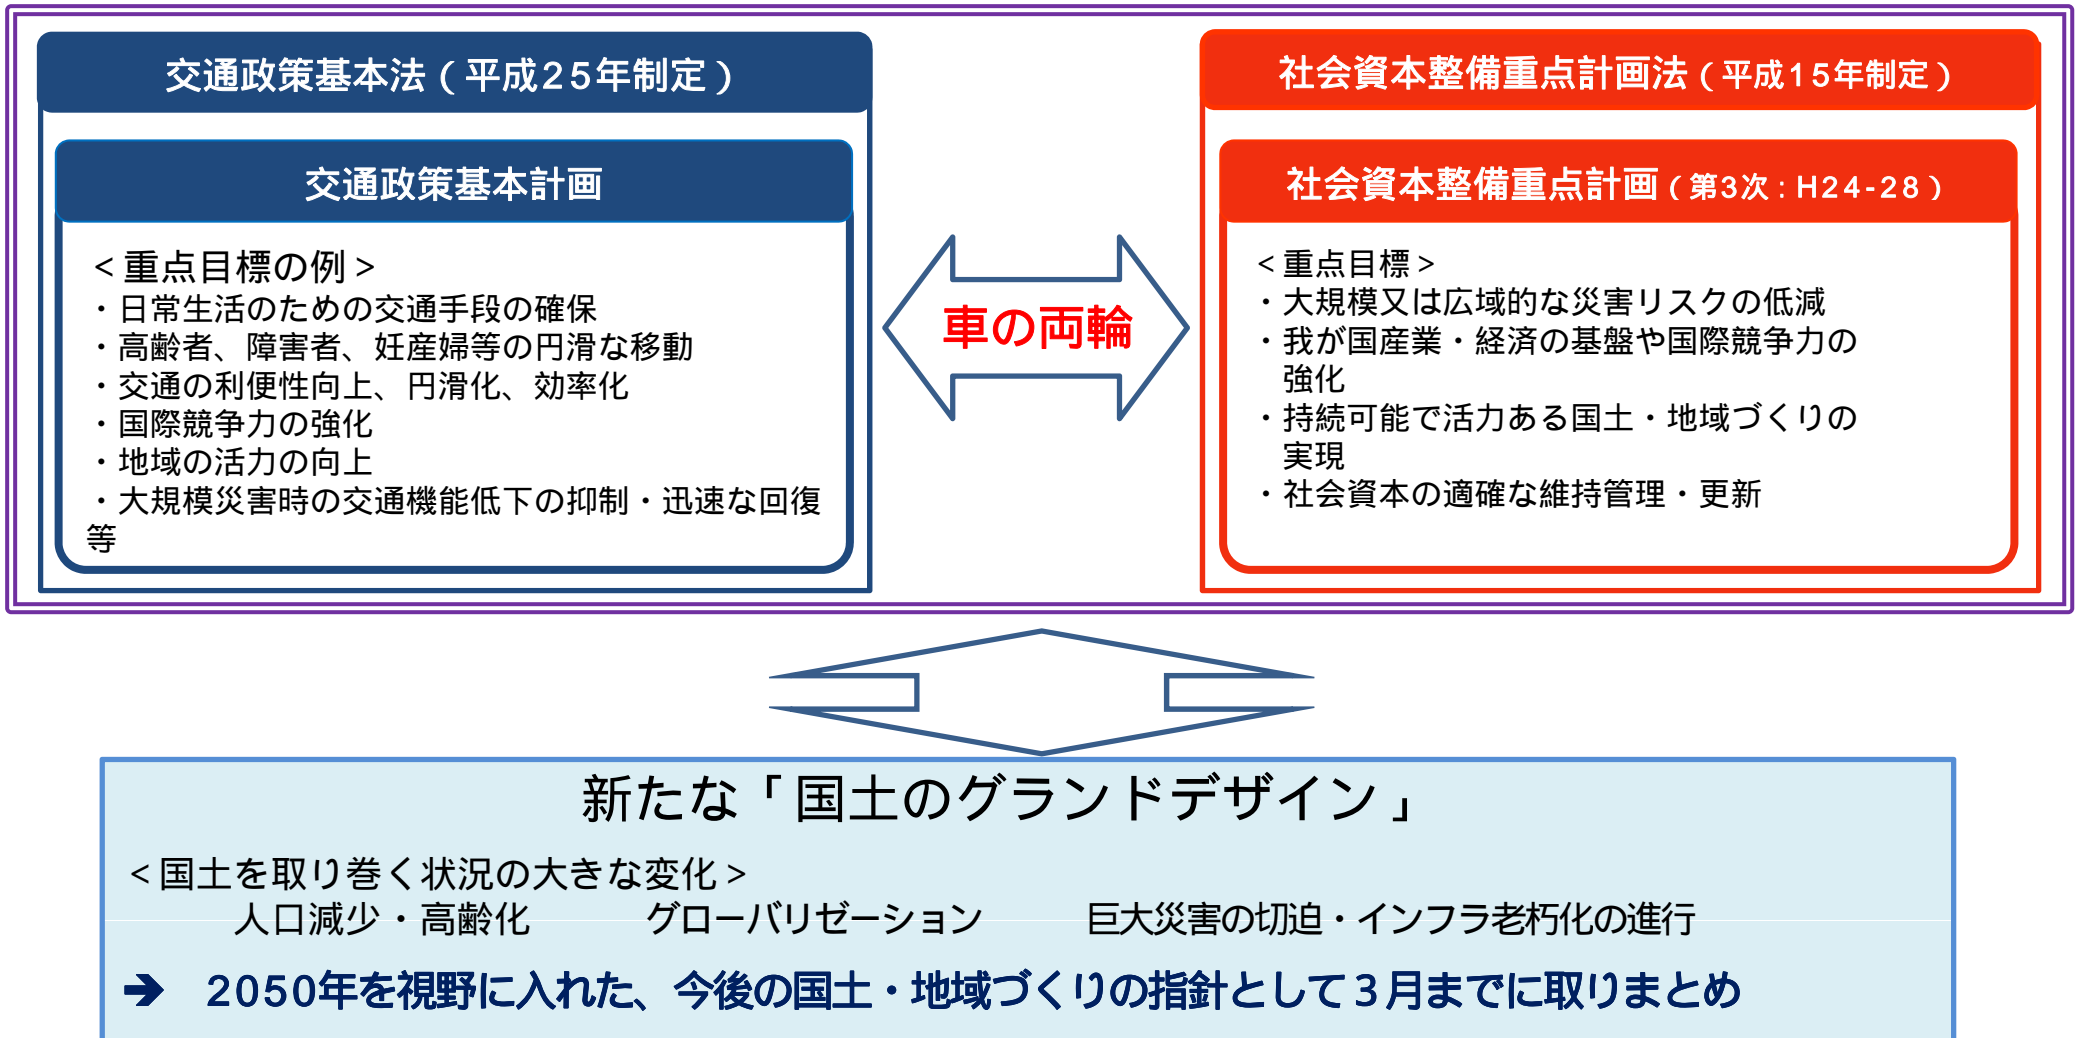 交通政策基本法（平成25年制定）
交通政策基本計画
＜重点目標の例＞
・日常生活のための交通手段の確保
・高齢者、障害者、妊産婦等の円滑な移動
・交通の利便性向上、円滑化、効率化
・国際競争力の強化
・地域の活力の向上
・大規模災害時の交通機能低下の抑制・迅速な回復
等
車の両輪
社会資本整備重点計画法（平成15年制定）
社会資本整備重点計画（第3次：H24-28）
＜重点目標＞
・大規模又は広域的な災害リスクの低減
・我が国産業・経済の基盤や国際競争力の
強化
・持続可能で活力ある国土・地域づくりの
実現
・社会資本の適確な維持管理・更新
新たな「国土のグランドデザイン」
＜国土を取り巻く状況の大きな変化＞
人口減少・高齢化　グローバリゼーション　巨大災害の切迫・インフラ老朽化の進行
➔ 2050年を視野に入れた、今後の国土・地域づくりの指針として３月までに取りまとめ